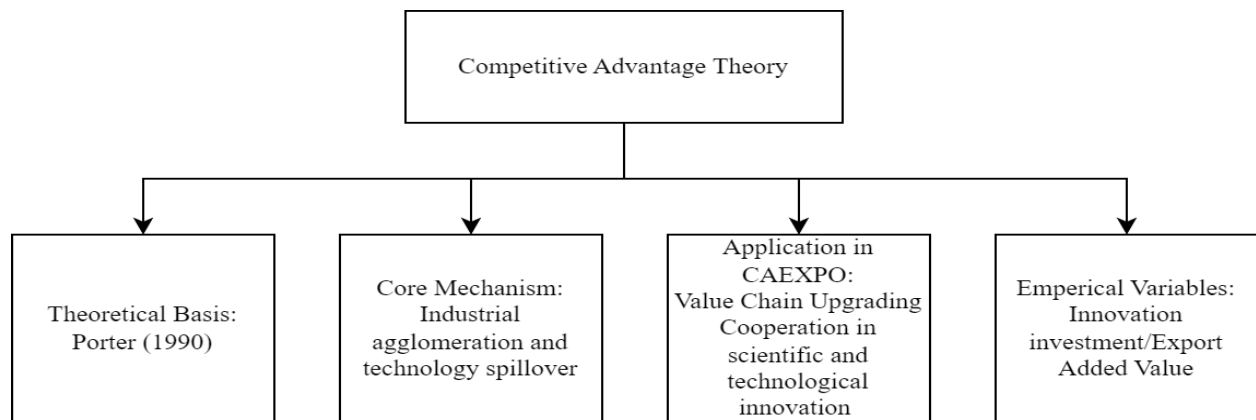 Competitive Advantage Theory
Theoretical Basis:
Porter (1990)
Core Mechanism:
Industrial
agglomeration and
technology spillover
Application in
CAEXPO:
Value Chain Upgrading
Cooperation in
scientific and
technological
innovation
Emperical Variables:
Innovation
investment/Export
Added Value